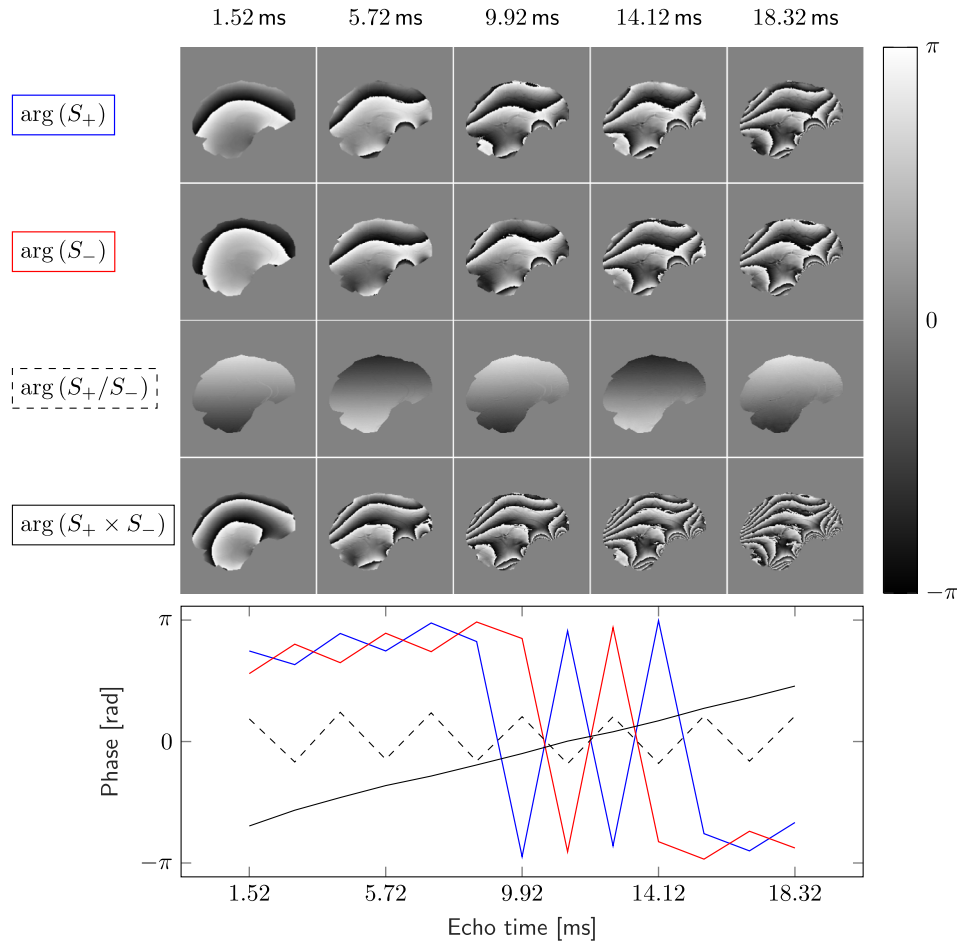 1.52 ms 5.72 ms 9.92 ms 14.12 ms 18.32 ms
π
arg (S₊)
arg (S₋)
0
arg (S₊/S₋)
arg (S₊ × S₋)
−π
π
0
−π
Phase [rad]
1.52 5.72 9.92 14.12 18.32
Echo time [ms]